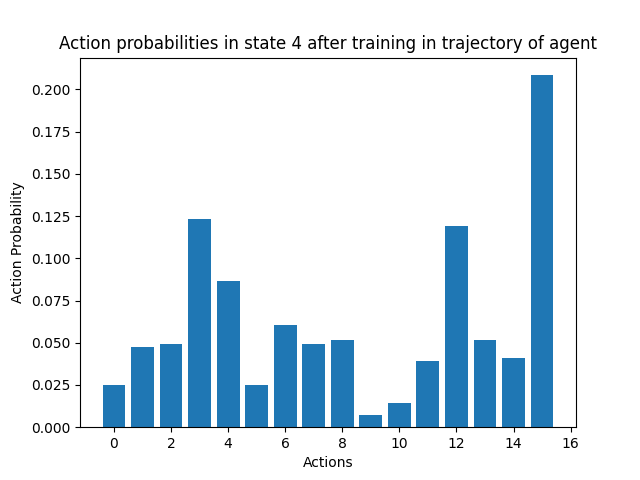 Action probabilities in state 4 after training in trajectory of agent
0.200
0.175
0.150
0.125
0.100
0.075
0.050
0.025
0.000
Action Probability
0 2 4 6 8 10 12 14 16
Actions